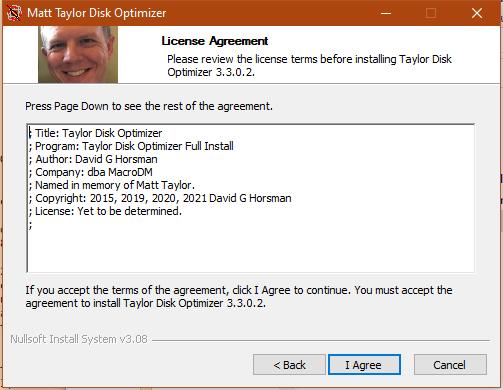 Matt Taylor Disk Optimizer
License Agreement
Please review the license terms before installing Taylor Disk
Optimizer 3.3.0.2.
Press Page Down to see the rest of the agreement.
; Title: Taylor Disk Optimizer
; Program: Taylor Disk Optimizer Full Install
; Author: David G Horsman
; Company: dba MacroDM
; Named in memory of Matt Taylor.
; Copyright: 2015, 2019, 2020, 2021 David G Horsman
; License: Yet to be determined.
;
If you accept the terms of the agreement, click I Agree to continue. You must accept the
agreement to install Taylor Disk Optimizer 3.3.0.2.
Nullsoft Install System v3.08
< Back
I Agree
Cancel